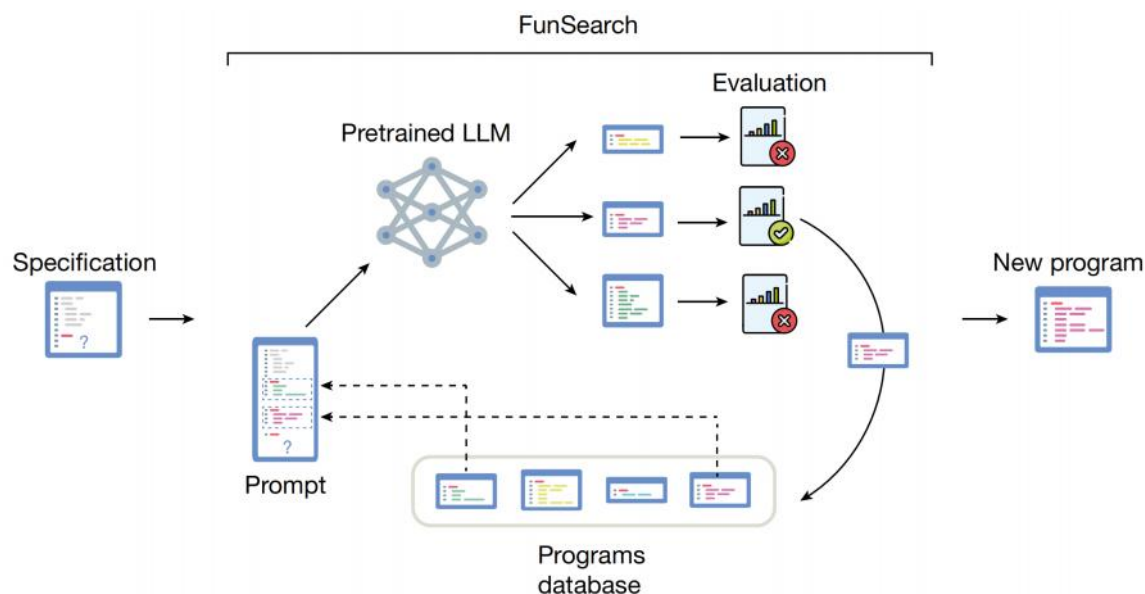 FunSearch
Evaluation
Pretrained LLM
Specification
?
New program
?
Prompt
Programs
database